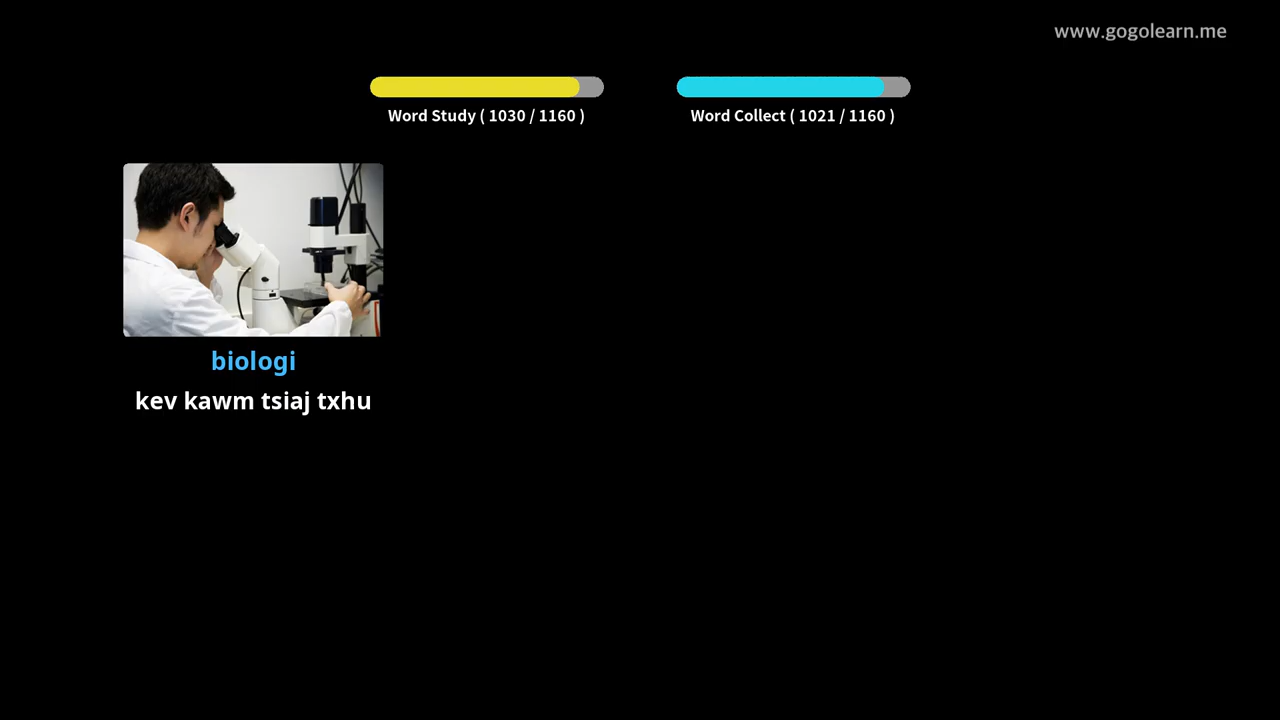 www.gogolearn.me
Word Study ( 1030 / 1160 )
Word Collect ( 1021 / 1160 )
biologi
kev kawm tsiaj txhu